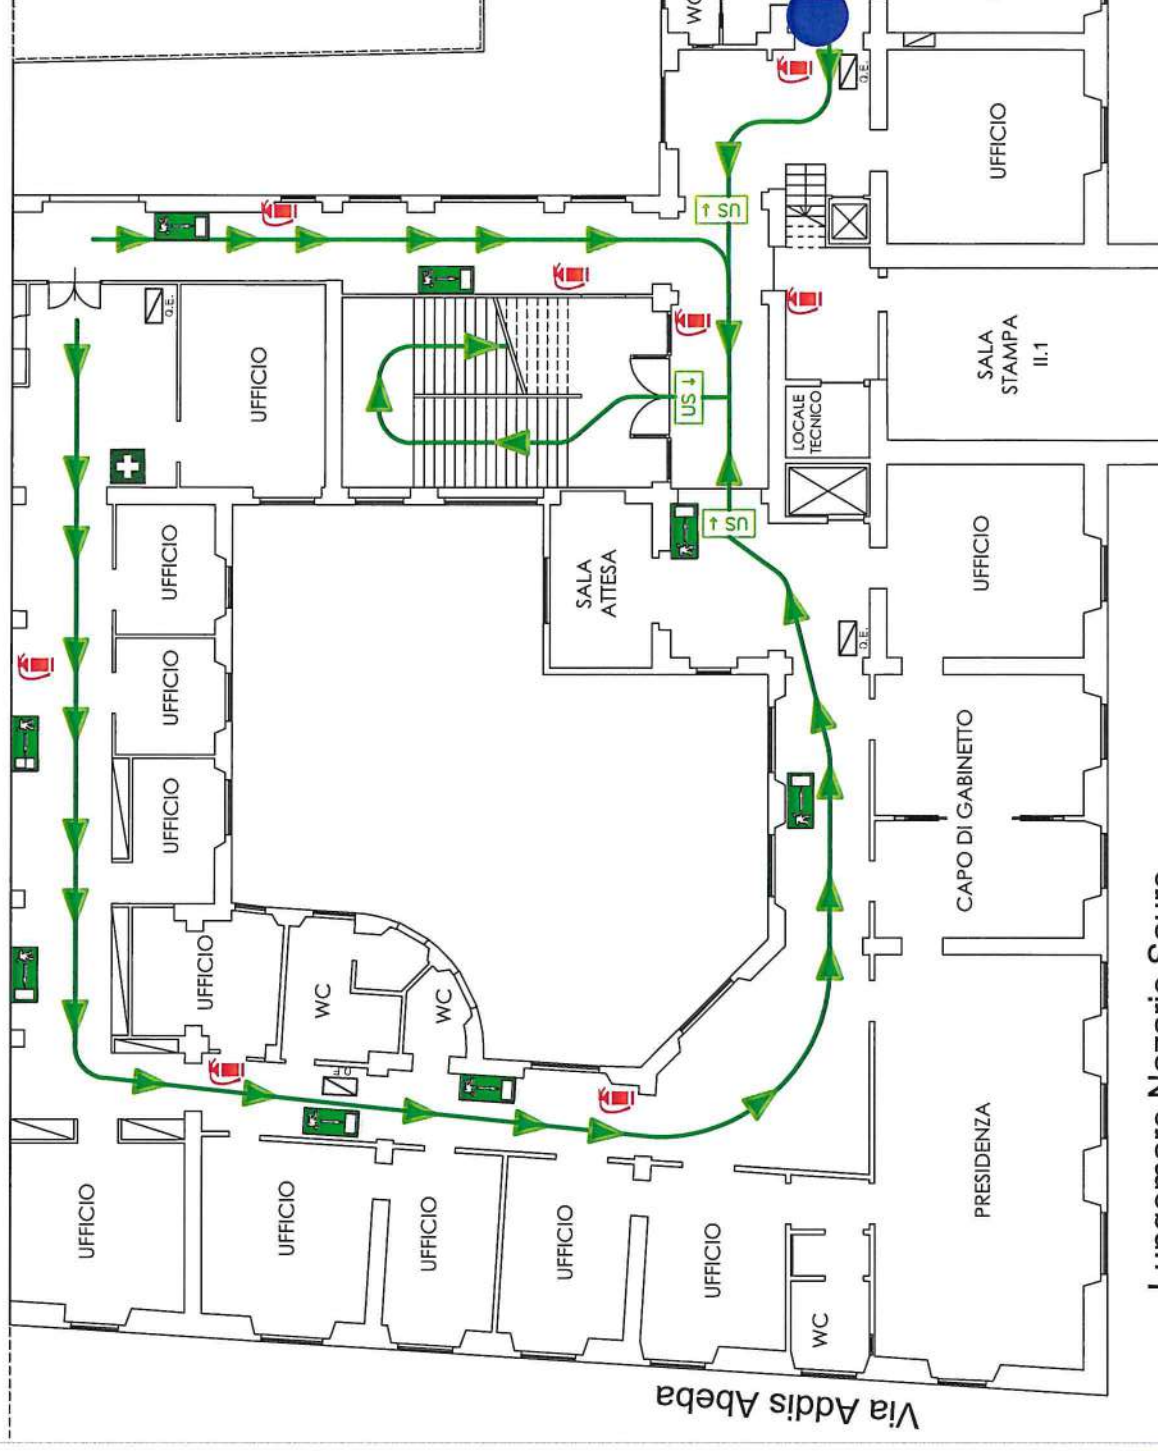 WC
Q.E.
UFFICIO
US →
Q.E.
UFFICIO
SALA
STAMPA
II.1
US →
LOCALE
TECNICO
UFFICIO
SALA
ATTESA
US →
UFFICIO
UFFICIO
Q.E.
UFFICIO
UFFICIO
CAPO DI GABINETTO
UFFICIO
WC
WC
PRESIDENZA
UFFICIO
UFFICIO
UFFICIO
UFFICIO
UFFICIO
WC
Via Addis Abeba